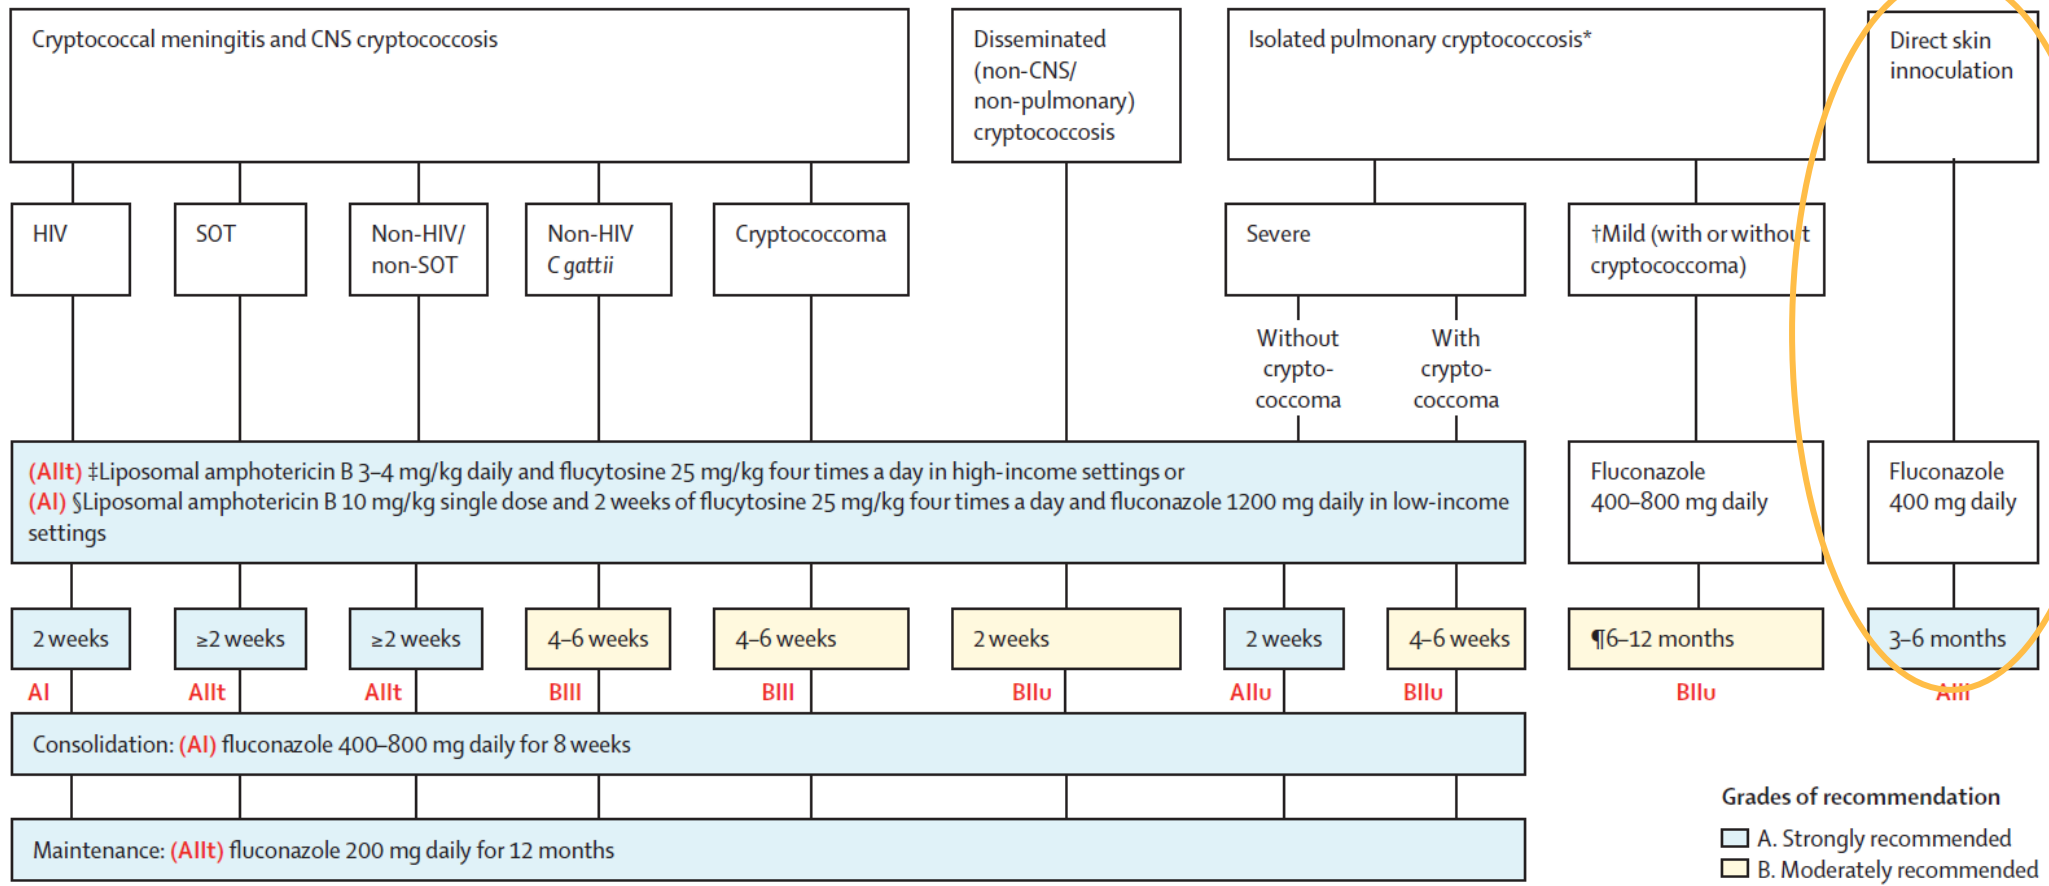 Cryptococcal meningitis and CNS cryptococcosis
Disseminated
(non-CNS/
non-pulmonary)
cryptococcosis
Isolated pulmonary cryptococcosis*
Direct skin
innoculation
HIV
SOT
Non-HIV/
non-SOT
Non-HIV
C gattii
Cryptococcoma
Severe
†Mild (with or without
cryptococcoma)
Without
crypto-
coccoma
With
crypto-
coccoma
(AIIt) ‡Liposomal amphotericin B 3–4 mg/kg daily and flucytosine 25 mg/kg four times a day in high-income settings or
(AI) §Liposomal amphotericin B 10 mg/kg single dose and 2 weeks of flucytosine 25 mg/kg four times a day and fluconazole 1200 mg daily in low-income
settings
Fluconazole
400–800 mg daily
Fluconazole
400 mg daily
2 weeks
≥2 weeks
≥2 weeks
4–6 weeks
4–6 weeks
2 weeks
2 weeks
4–6 weeks
¶6–12 months
3–6 months
AI
AIIt
AIIt
BIII
BIII
BIIu
AIIu
BIIu
BIIu
AIII
Consolidation: (AI) fluconazole 400–800 mg daily for 8 weeks
Maintenance: (AIIt) fluconazole 200 mg daily for 12 months
Grades of recommendation
A. Strongly recommended
B. Moderately recommended